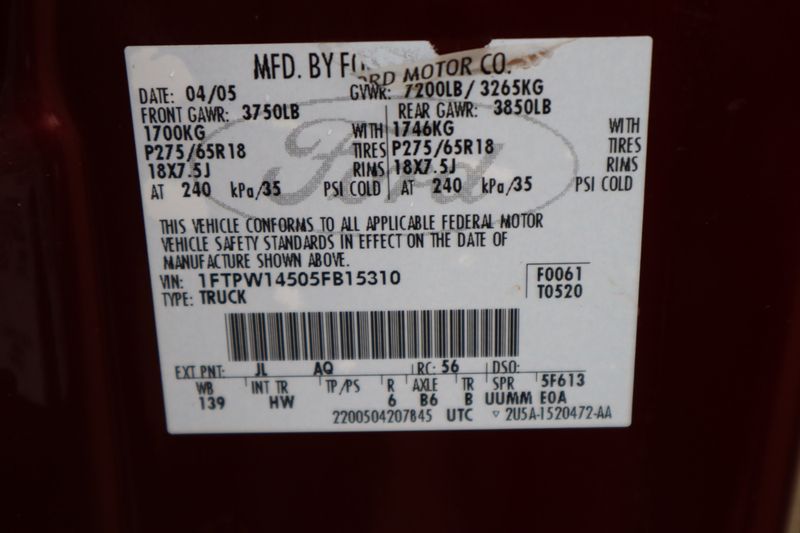 MFD. BY FORD MOTOR CO.
DATE: 04/05 GVWR: 7200LB/ 3265KG
FRONT GAWR: 3750LB REAR GAWR: 3850LB
1700KG WITH 1746KG WITH
P275/65R18 TIRES P275/65R18 TIRES
18X7.5J RIMS 18X7.5J RIMS
AT 240 kPa/35 PSI COLD AT 240 kPa/35 PSI COLD
Ford
THIS VEHICLE CONFORMS TO ALL APPLICABLE FEDERAL MOTOR
VEHICLE SAFETY STANDARDS IN EFFECT ON THE DATE OF
MANUFACTURE SHOWN ABOVE.
VIN: 1FTPW14505FB15310 F0061
TYPE: TRUCK T0520
EXT PNT: JL AQ RC: 56 DSO:
WB INT TR TP/PS R AXLE TR SPR 5F613
139 HW 6 B6 B UUMM E0A
2200504207845 UTC ▽ 2U5A-1520472-AA